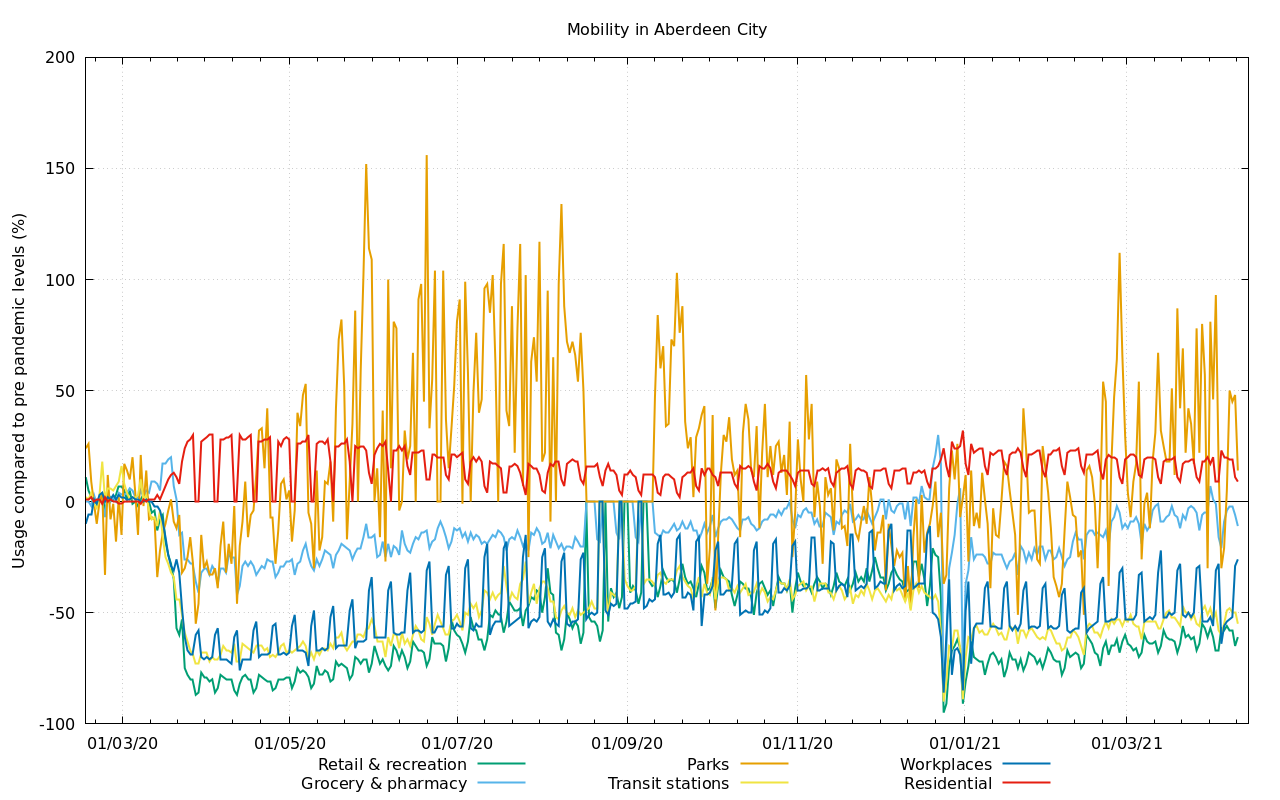 Mobility in Aberdeen City
Usage compared to pre pandemic levels (%)
200
150
100
50
0
-50
-100
01/03/20 01/05/20 01/07/20 01/09/20 01/11/20 01/01/21 01/03/21
Retail & recreation Parks Workplaces
Grocery & pharmacy Transit stations Residential